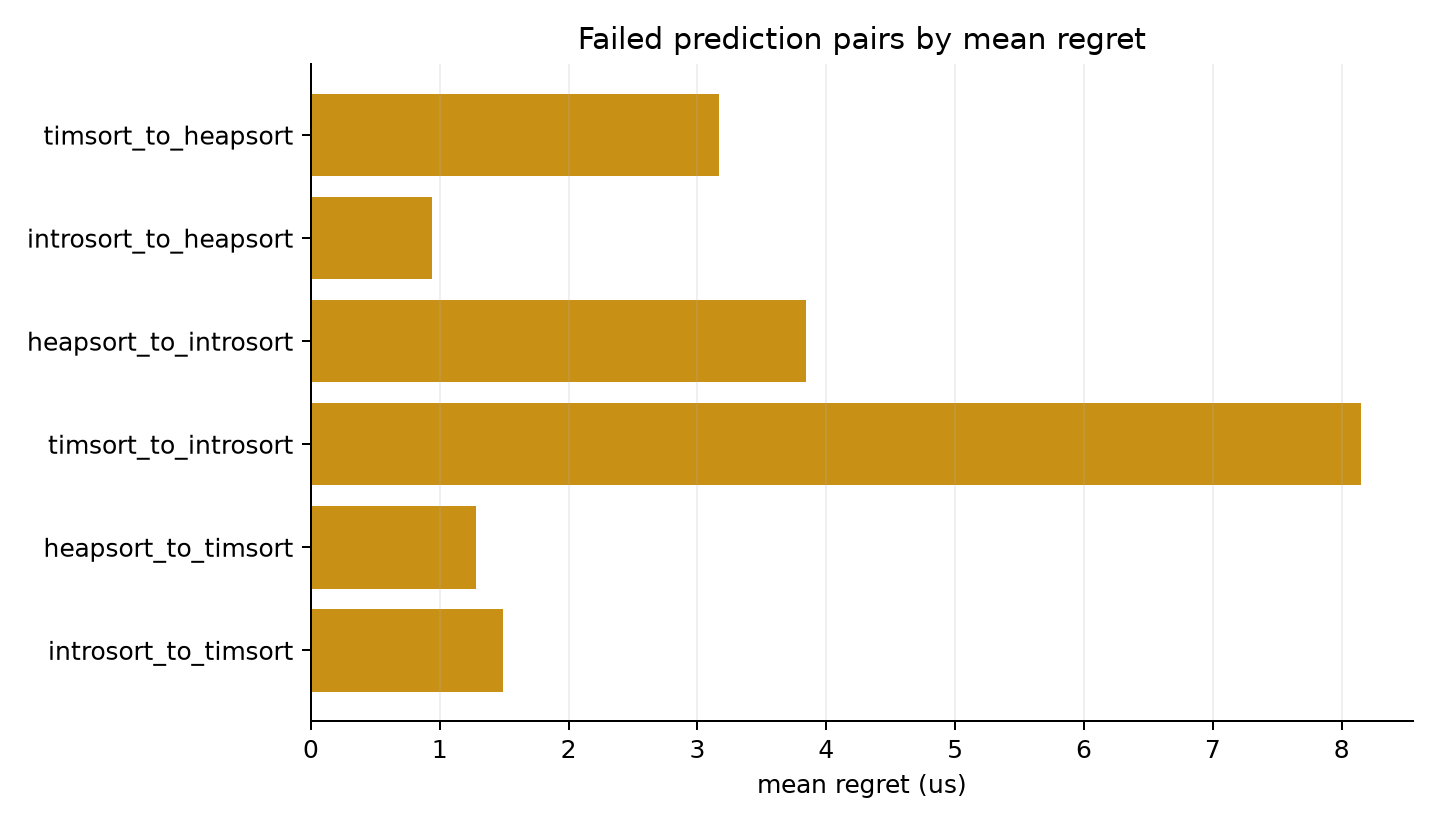 Failed prediction pairs by mean regret
timsort_to_heapsort
introsort_to_heapsort
heapsort_to_introsort
timsort_to_introsort
heapsort_to_timsort
introsort_to_timsort
0 1 2 3 4 5 6 7 8
mean regret (us)